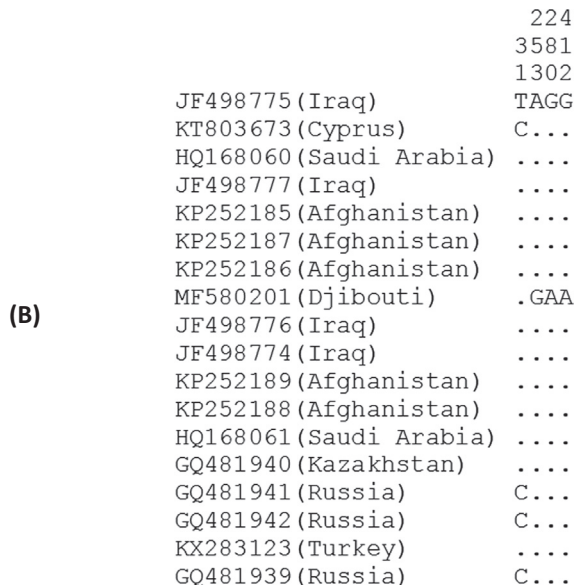 224
3581
1302
JF498775(Iraq) TAGG
KT803673(Cyprus) C...
HQ168060(Saudi Arabia) ....
JF498777(Iraq) ....
KP252185(Afghanistan) ....
KP252187(Afghanistan) ....
KP252186(Afghanistan) ....
MF580201(Djibouti) .GAA
(B)
JF498776(Iraq) ....
JF498774(Iraq) ....
KP252189(Afghanistan) ....
KP252188(Afghanistan) ....
HQ168061(Saudi Arabia) ....
GQ481940(Kazakhstan) ....
GQ481941(Russia) C...
GQ481942(Russia) C...
KX283123(Turkey) ....
GQ481939(Russia) C...